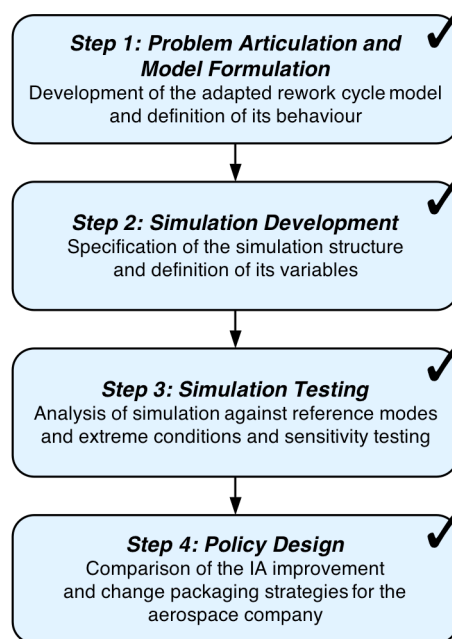 Step 1: Problem Articulation and
Model Formulation
Development of the adapted rework cycle model
and definition of its behaviour
Step 2: Simulation Development
Specification of the simulation structure
and definition of its variables
Step 3: Simulation Testing
Analysis of simulation against reference modes
and extreme conditions and sensitivity testing
Step 4: Policy Design
Comparison of the IA improvement
and change packaging strategies for the
aerospace company